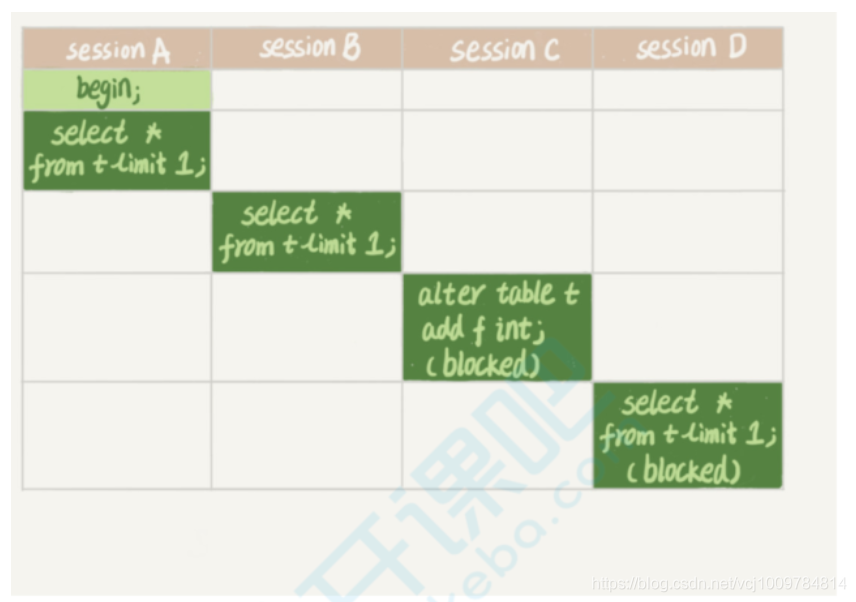 session A session B session C session D
begin;
select *
from t limit 1;
select *
from t limit 1;
alter table t
add f int;
(blocked)
select *
from t limit 1;
(blocked)
开课吧
keba.com
https://blog.csdn.net/vcj1009784814